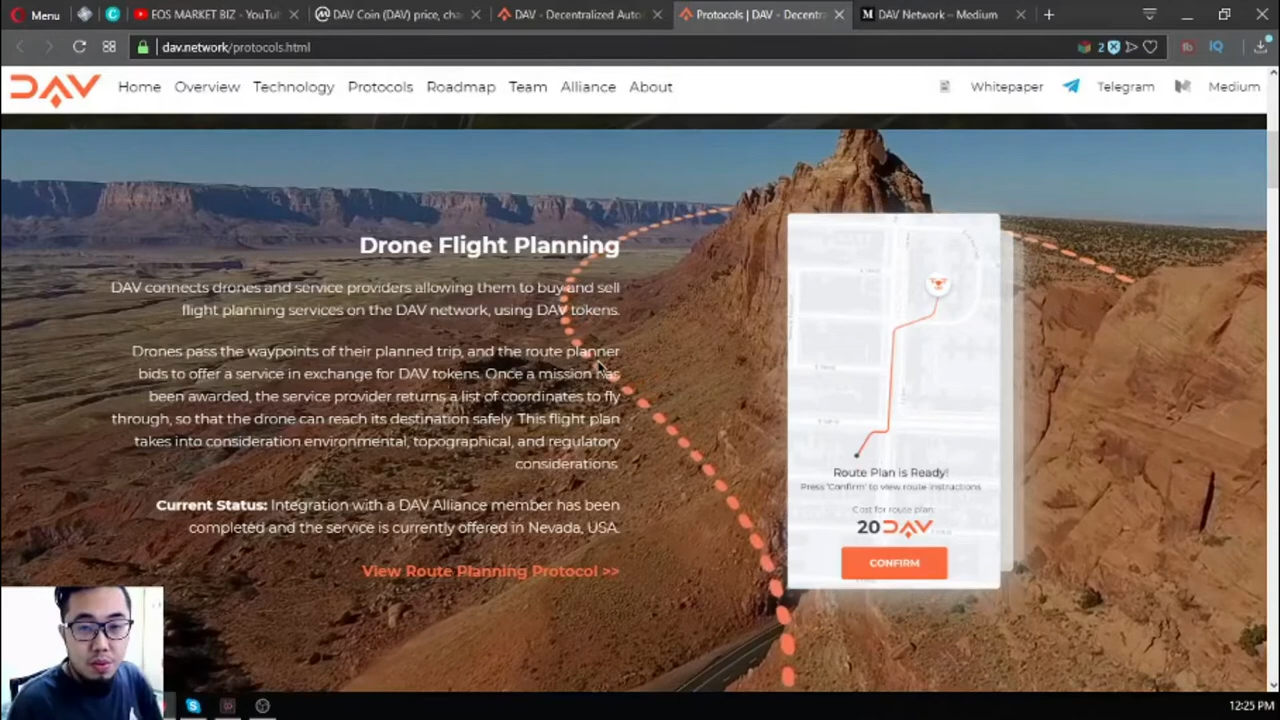 Menu
EOS MARKET BIZ - YouTu
DAV Coin (DAV) price, cha
DAV - Decentralized Auto
Protocols | DAV - Decentra
DAV Network – Medium
dav.network/protocols.html
2
IQ
DAV
Home
Overview
Technology
Protocols
Roadmap
Team
Alliance
About
Whitepaper
Telegram
Medium
Drone Flight Planning
DAV connects drones and service providers allowing them to buy and sell
flight planning services on the DAV network, using DAV tokens.
Drones pass the waypoints of their planned trip, and the route planner
bids to offer a service in exchange for DAV tokens. Once a mission has
been awarded, the service provider returns a list of coordinates to fly
through, so that the drone can reach its destination safely. This flight plan
takes into consideration environmental, topographical, and regulatory
considerations.
Current Status: Integration with a DAV Alliance member has been
completed and the service is currently offered in Nevada, USA.
View Route Planning Protocol >>
Route Plan is Ready!
Press 'Confirm' to view route instructions
Cost for route plan:
20 DAV
CONFIRM
12:25 PM